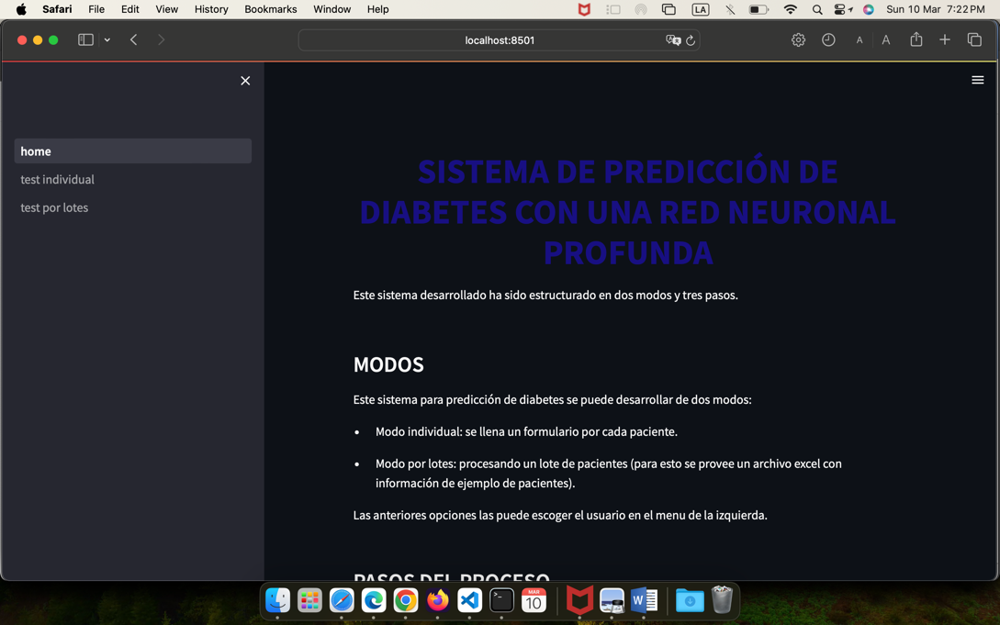 Safari File Edit View History Bookmarks Window Help LA Sun 10 Mar 7:22 PM
localhost:8501
A A
home
test individual
test por lotes
SISTEMA DE PREDICCIÓN DE
DIABETES CON UNA RED NEURONAL
PROFUNDA
Este sistema desarrollado ha sido estructurado en dos modos y tres pasos.
MODOS
Este sistema para predicción de diabetes se puede desarrollar de dos modos:
• Modo individual: se llena un formulario por cada paciente.
• Modo por lotes: procesando un lote de pacientes (para esto se provee un archivo excel con
información de ejemplo de pacientes).
Las anteriores opciones las puede escoger el usuario en el menu de la izquierda.
PASOS DEL PROCESO
MAR
10
W